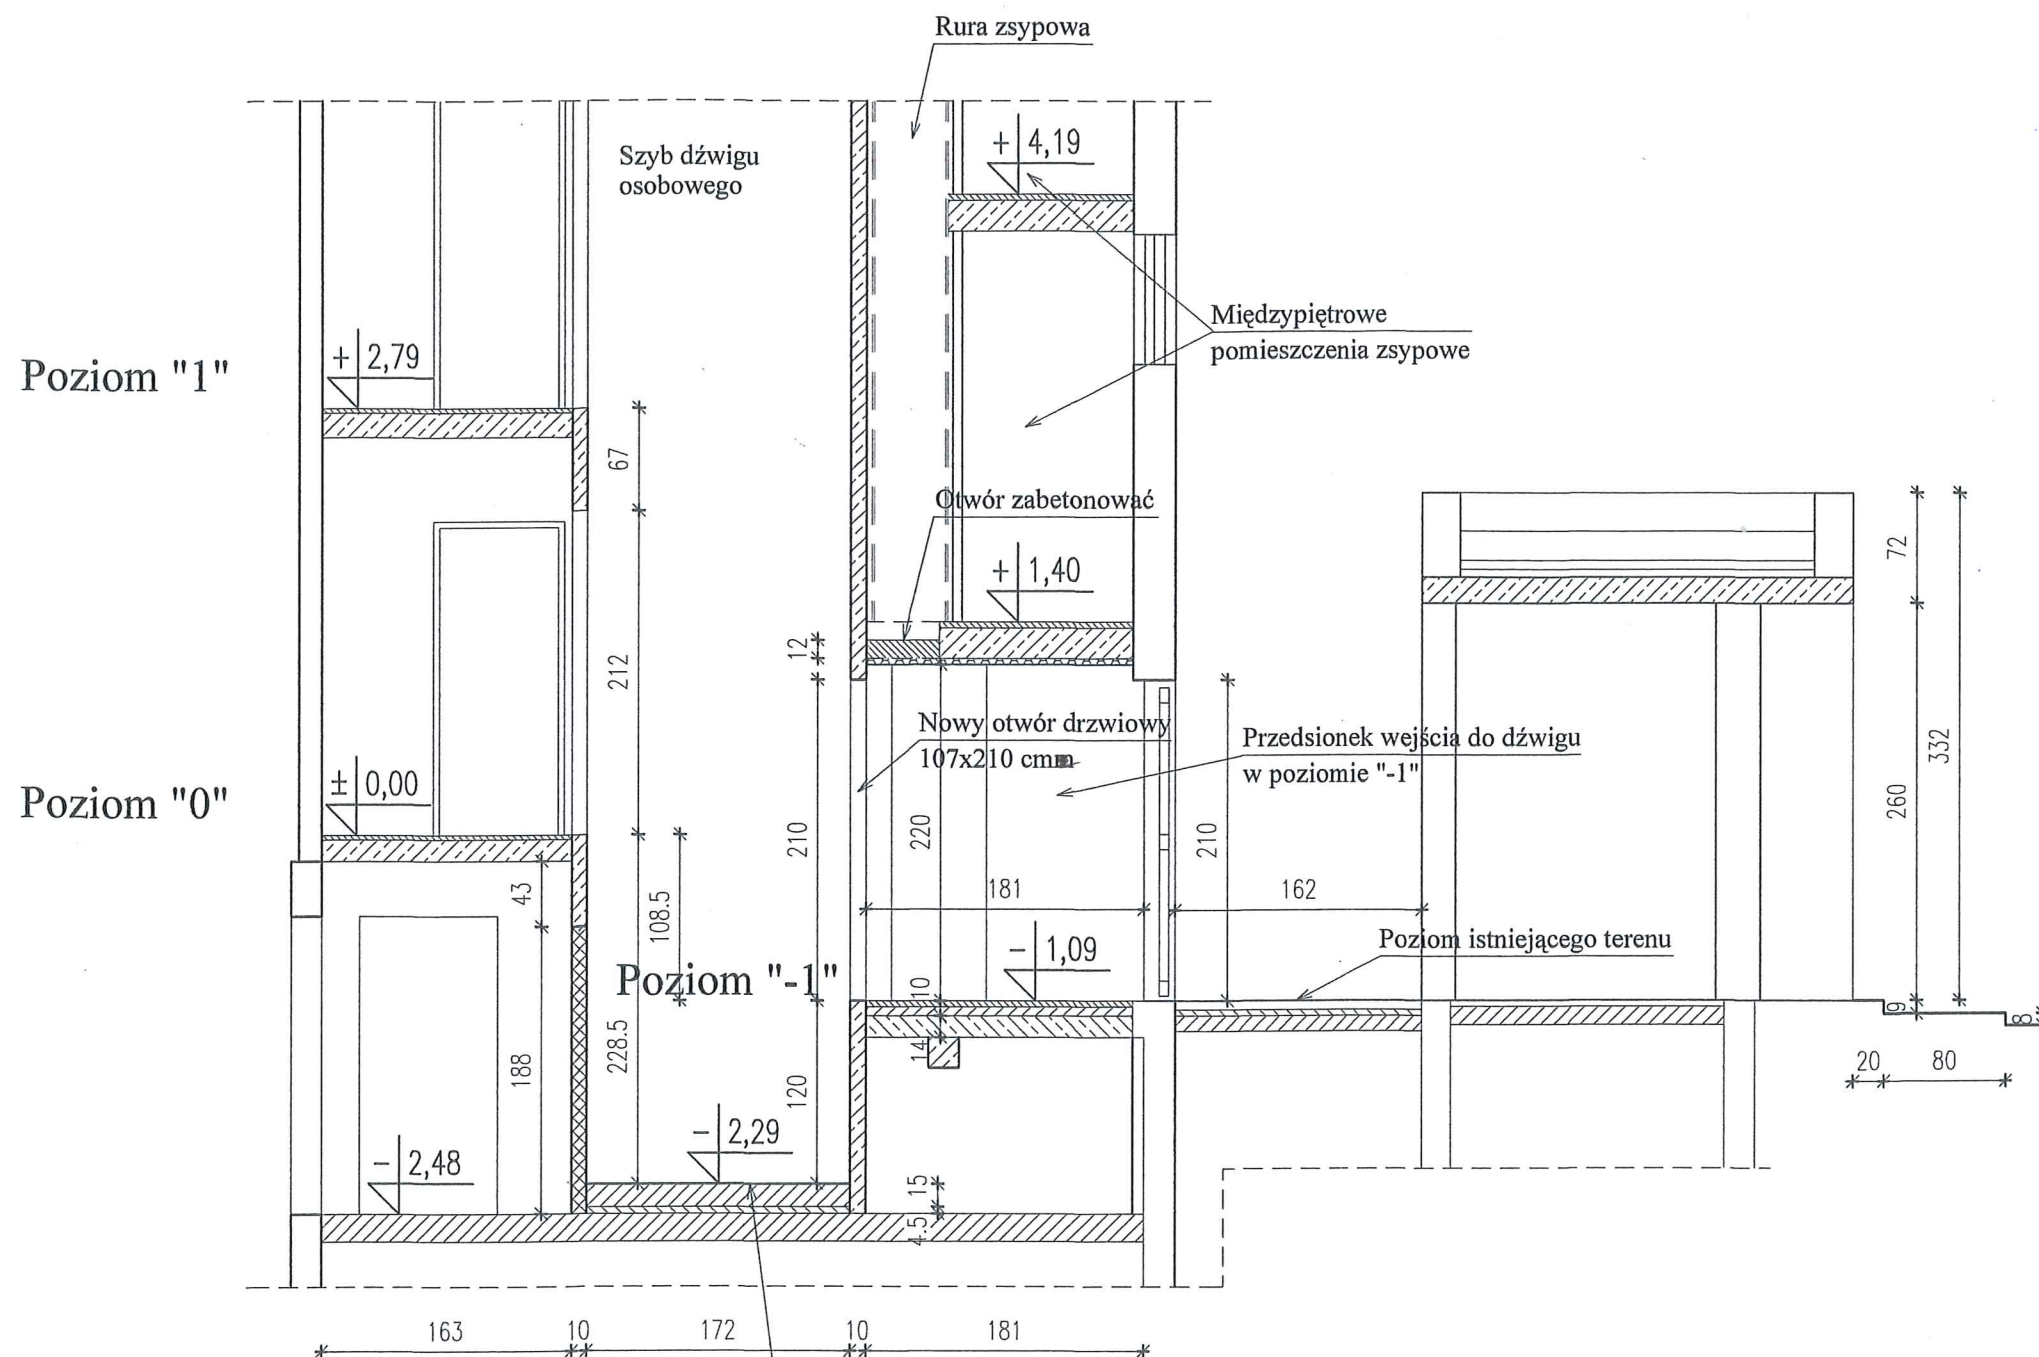 Rura zsypowa
Szyb dźwigu
osobowego
+ 4,19
Międzypiętrowe
pomieszczenia zsypowe
Poziom "1"
+ 2,79
67
Otwór zabetonować
+ 1,40
12
212
72
Nowy otwór drzwiowy
107x210 cmm
Przedsionek wejścia do dźwigu
w poziomie "-1"
332
Poziom "0"
± 0,00
210
220
210
260
43
108.5
181
162
- 1,09
Poziom istniejącego terenu
Poziom "-1"
10
9
8
188
228.5
120
14
20
80
- 2,48
- 2,29
15
4.5
163
10
172
10
181